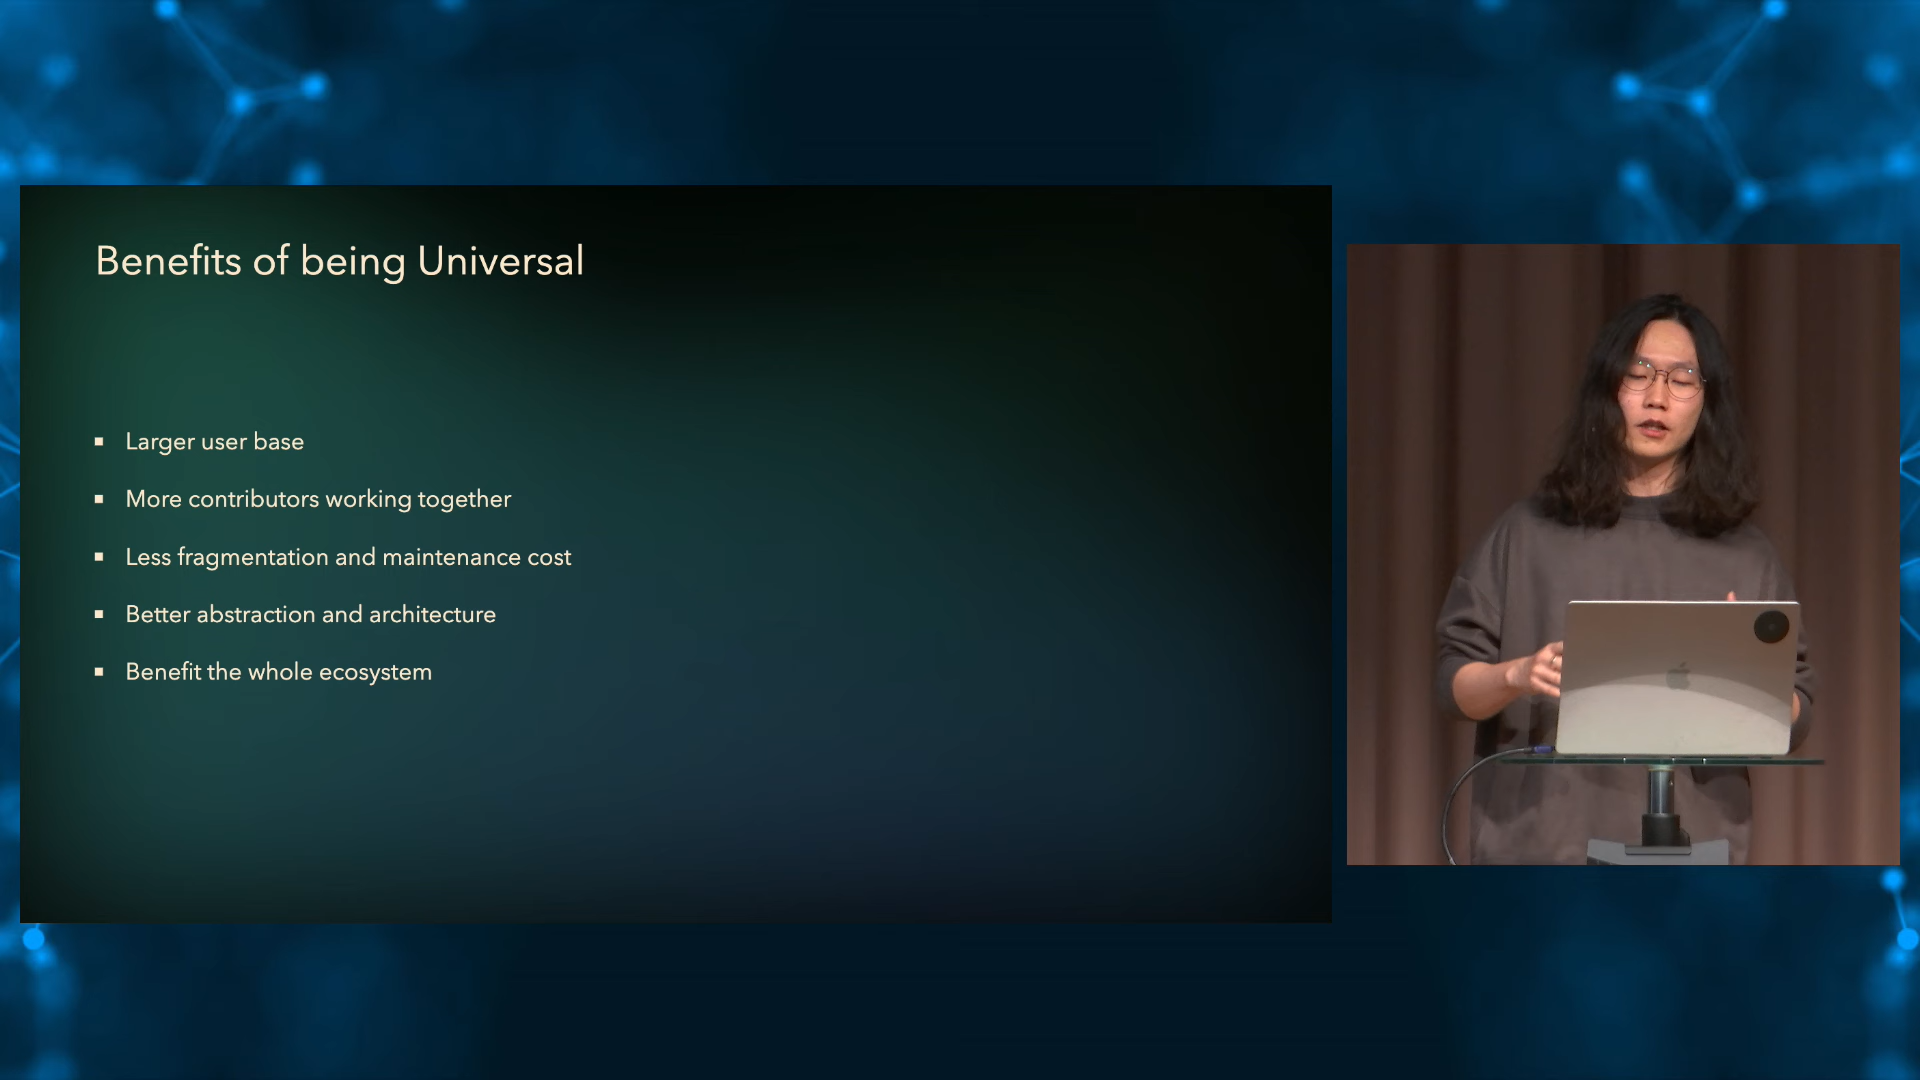 Benefits of being Universal
Larger user base
More contributors working together
Less fragmentation and maintenance cost
Better abstraction and architecture
Benefit the whole ecosystem